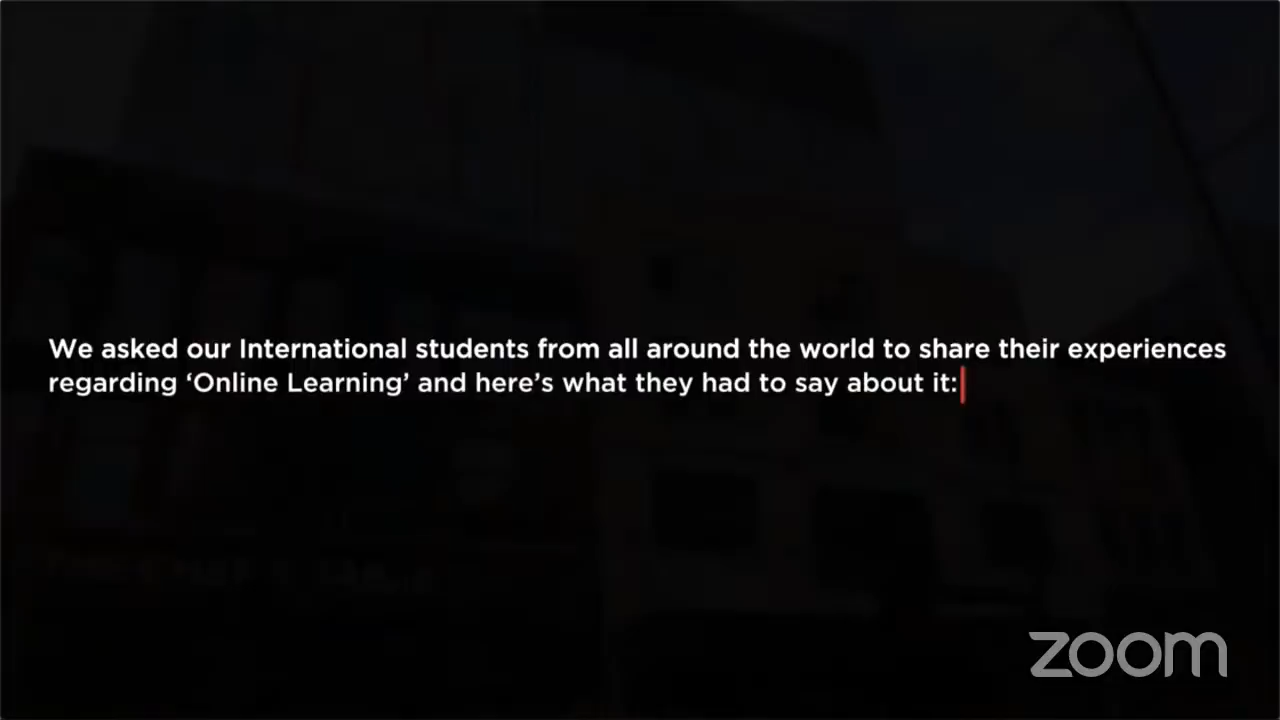 We asked our International students from all around the world to share their experiences
regarding ‘Online Learning’ and here’s what they had to say about it:
zoom